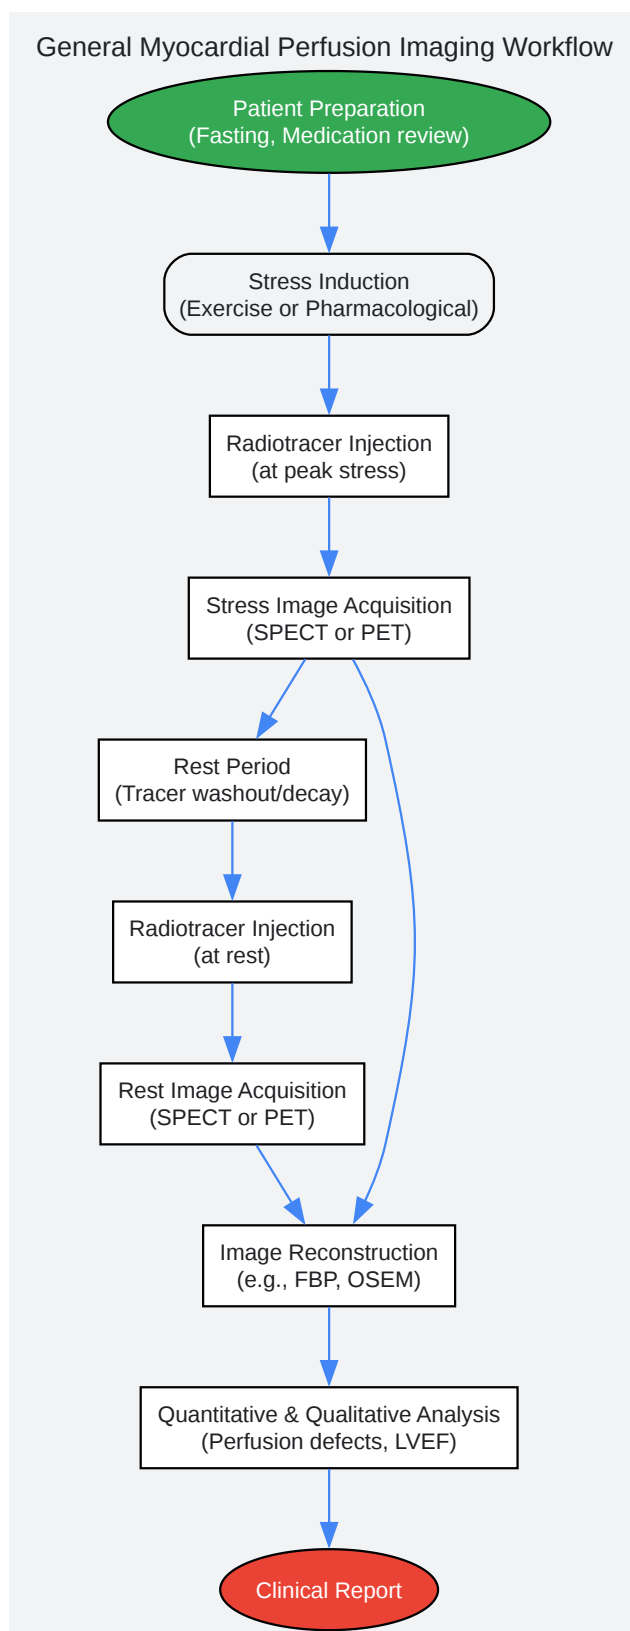 General Myocardial Perfusion Imaging Workflow
Patient Preparation
(Fasting, Medication review)
Stress Induction
(Exercise or Pharmacological)
Radiotracer Injection
(at peak stress)
Stress Image Acquisition
(SPECT or PET)
Rest Period
(Tracer washout/decay)
Radiotracer Injection
(at rest)
Rest Image Acquisition
(SPECT or PET)
Image Reconstruction
(e.g., FBP, OSEM)
Quantitative & Qualitative Analysis
(Perfusion defects, LVEF)
Clinical Report